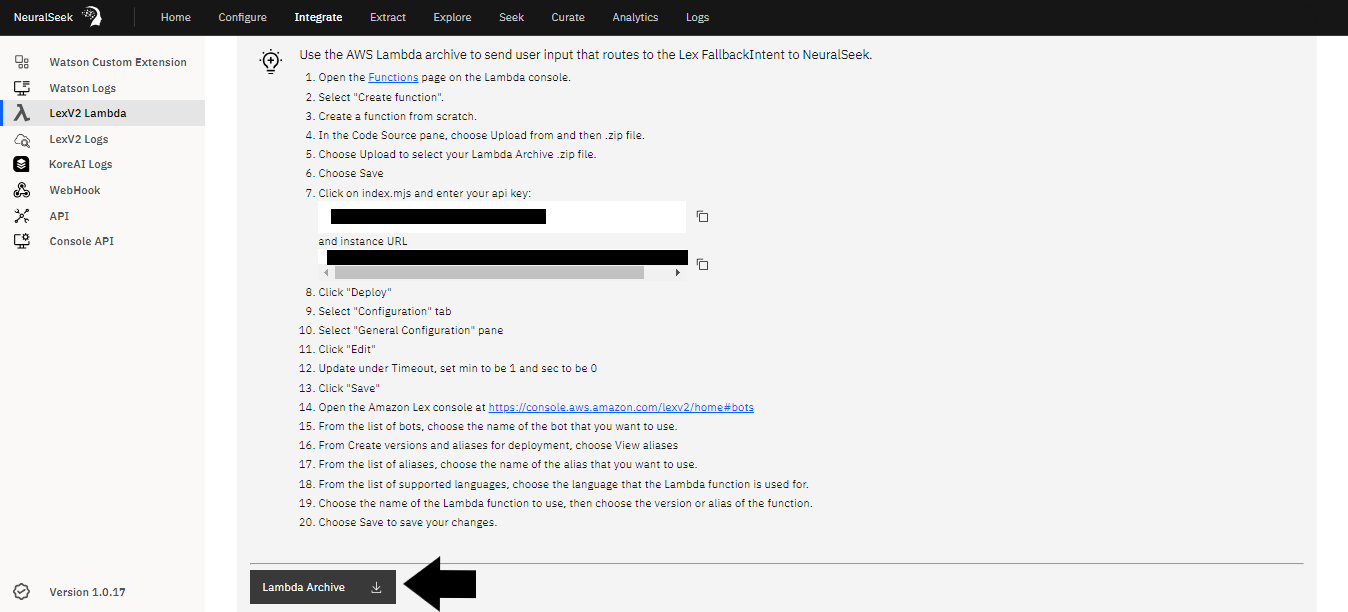 NeuralSeek Home Configure Integrate Extract Explore Seek Curate Analytics Logs
Watson Custom Extension
Watson Logs
LexV2 Lambda
LexV2 Logs
KoreAI Logs
WebHook
API
Console API
Version 1.0.17
Use the AWS Lambda archive to send user input that routes to the Lex FallbackIntent to NeuralSeek.
1. Open the Functions page on the Lambda console.
2. Select "Create function".
3. Create a function from scratch.
4. In the Code Source pane, choose Upload from and then .zip file.
5. Choose Upload to select your Lambda Archive .zip file.
6. Choose Save
7. Click on index.mjs and enter your api key:
and instance URL
8. Click "Deploy"
9. Select "Configuration" tab
10. Select "General Configuration" pane
11. Click "Edit"
12. Update under Timeout, set min to be 1 and sec to be 0
13. Click "Save"
14. Open the Amazon Lex console at https://console.aws.amazon.com/lexv2/home#bots
15. From the list of bots, choose the name of the bot that you want to use.
16. From Create versions and aliases for deployment, choose View aliases
17. From the list of aliases, choose the name of the alias that you want to use.
18. From the list of supported languages, choose the language that the Lambda function is used for.
19. Choose the name of the Lambda function to use, then choose the version or alias of the function.
20. Choose Save to save your changes.
Lambda Archive